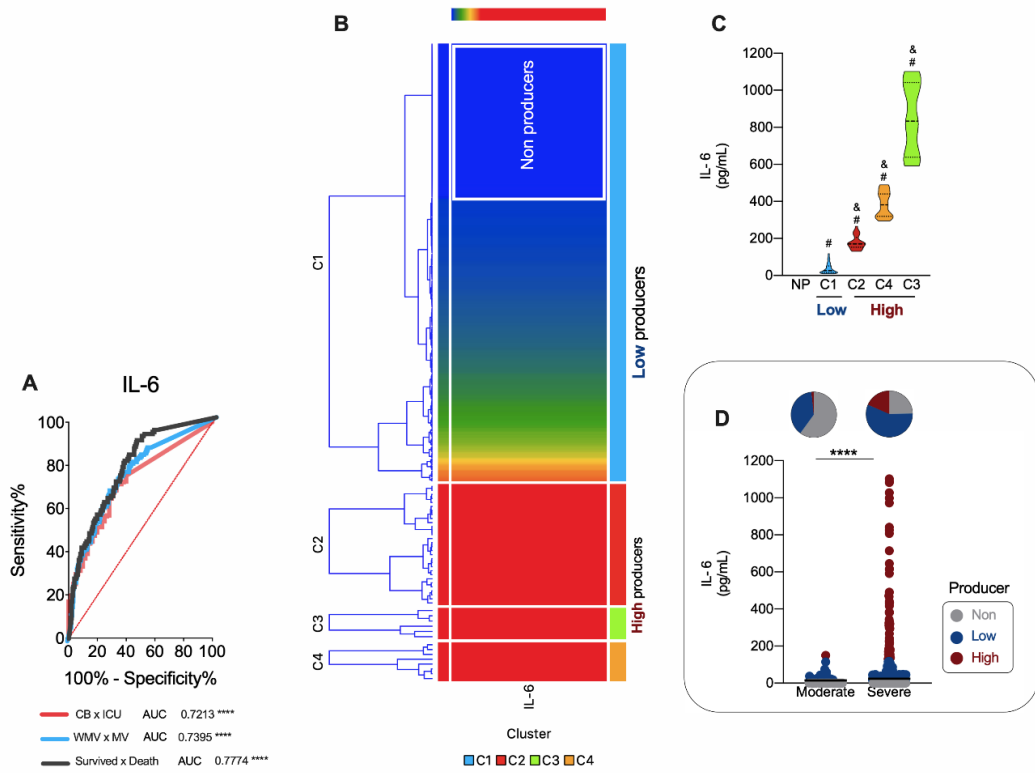 A
IL-6
Sensitivity%
100
80
60
40
20
0
0 20 40 60 80 100
100% - Specificity%
CB x ICU AUC 0.7213 ****
WMV x MV AUC 0.7395 ****
Survived x Death AUC 0.7774 ****
B
Non producers
C1
C2
C3
C4
Low producers
High producers
IL-6
Cluster
C1 C2 C3 C4
C
IL- 6
(pg/mL)
1200
1000
800
600
400
200
0
#
&
#
&
#
&
#
NP C1 C2 C4 C3
Low High
D
****
IL- 6
(pg/mL)
1200
1000
800
600
400
200
0
Moderate Severe
Producer
Non
Low
High